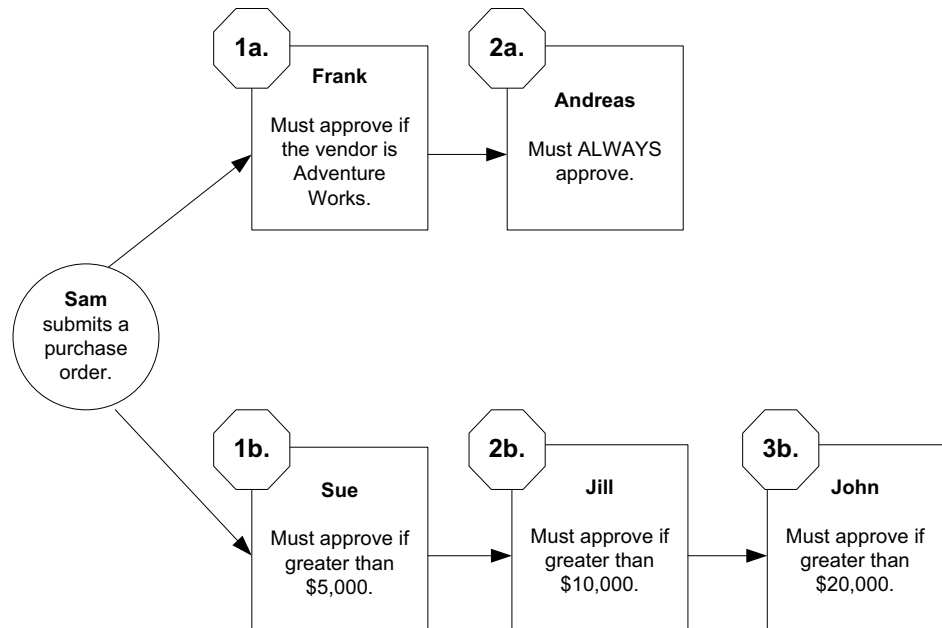 1a.
Frank
Must approve if
the vendor is
Adventure
Works.
2a.
Andreas
Must ALWAYS
approve.
Sam
submits a
purchase
order.
1b.
Sue
Must approve if
greater than
$5,000.
2b.
Jill
Must approve if
greater than
$10,000.
3b.
John
Must approve if
greater than
$20,000.